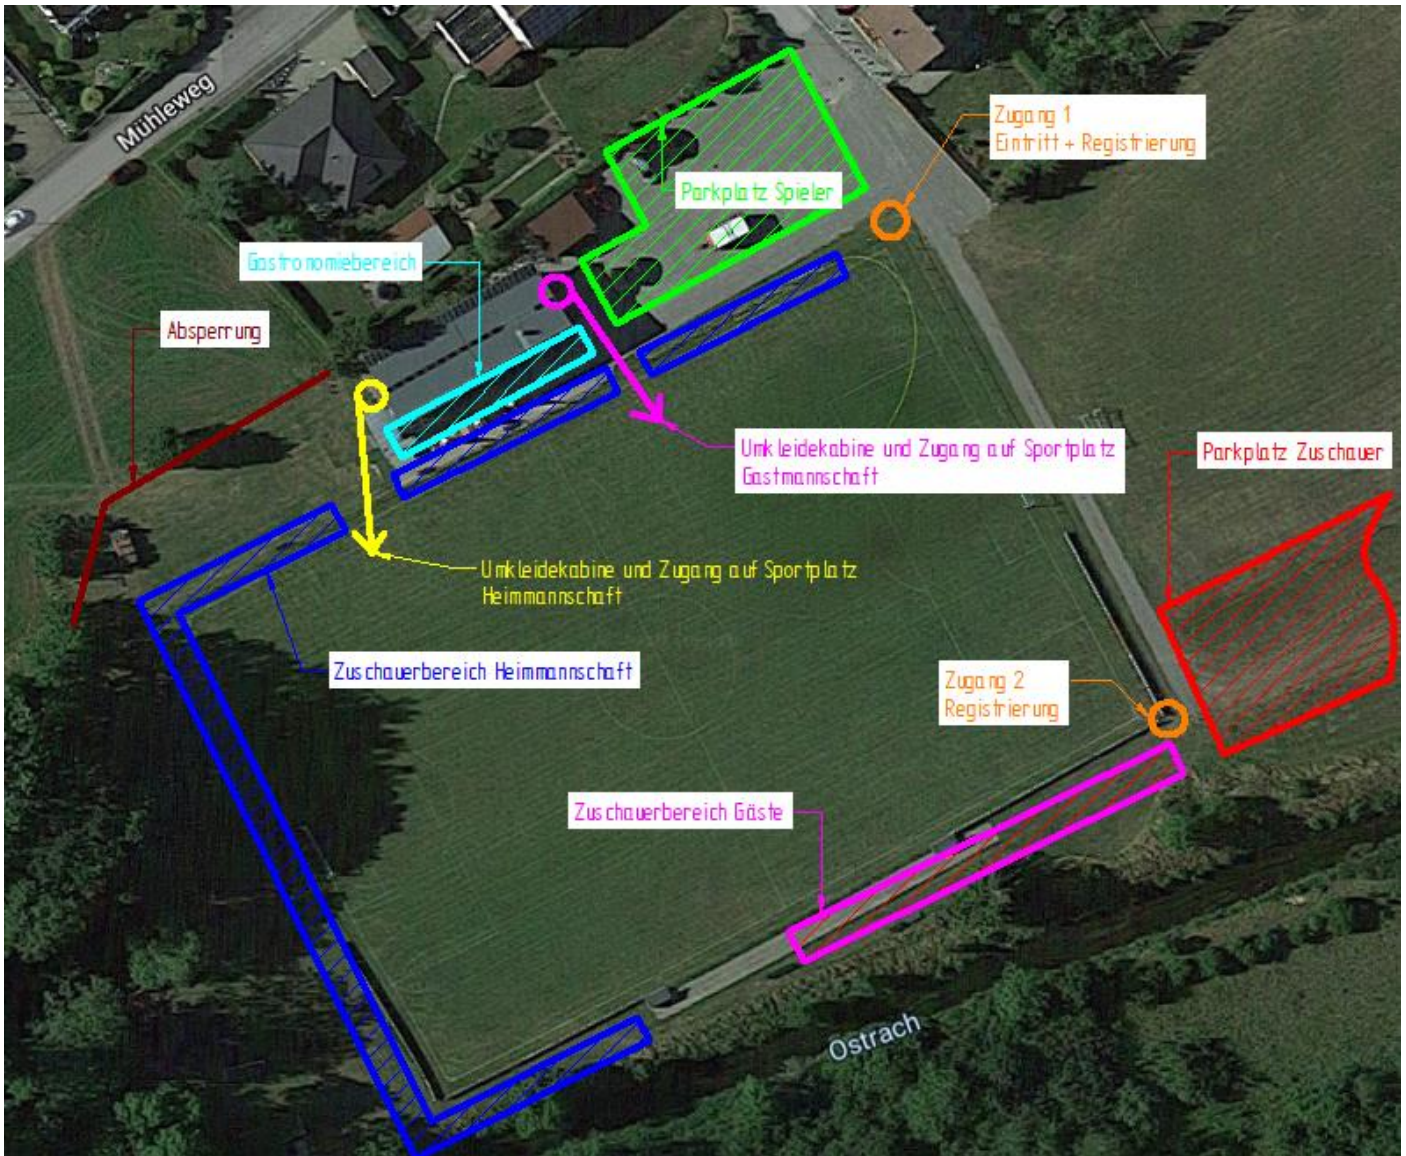 Mühleweg
Zugang 1
Eintritt + Registrierung
Parkplatz Spieler
Gastronomiebereich
Absperrung
Umkleidekabine und Zugang auf Sportplatz
Gastmannschaft
Parkplatz Zuschauer
Umkleidekabine und Zugang auf Sportplatz
Heimmannschaft
Zuschauerbereich Heimmannschaft
Zugang 2
Registrierung
Zuschauerbereich Gäste
Ostrach